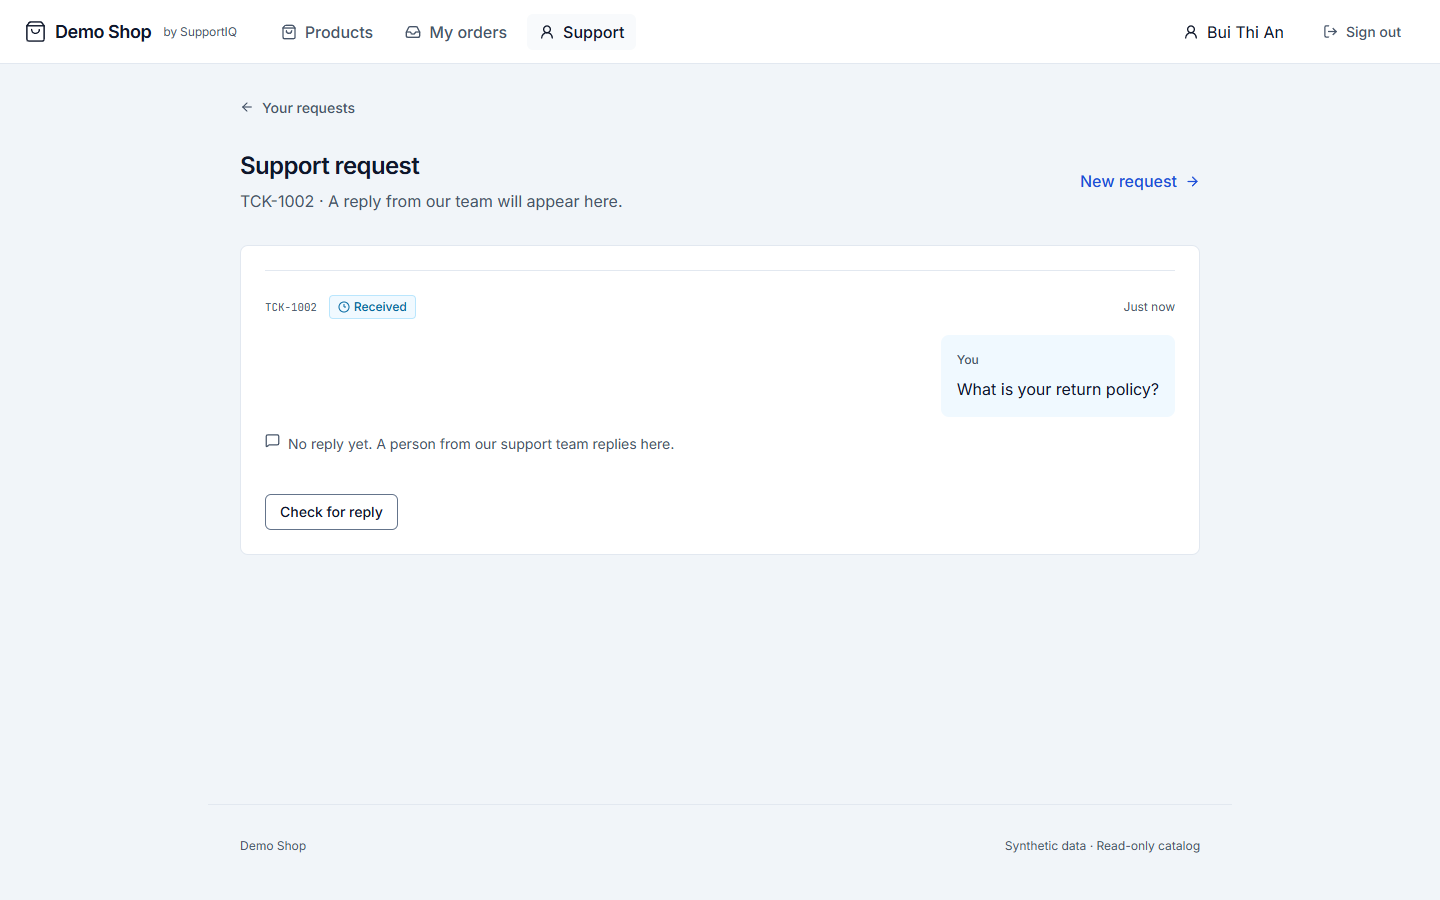 Demo Shop by SupportIQ Products My orders Support Bui Thi An Sign out
Your requests
Support request
New request
TCK-1002 · A reply from our team will appear here.
TCK-1002 Received Just now
You
What is your return policy?
No reply yet. A person from our support team replies here.
Check for reply
Demo Shop Synthetic data · Read-only catalog